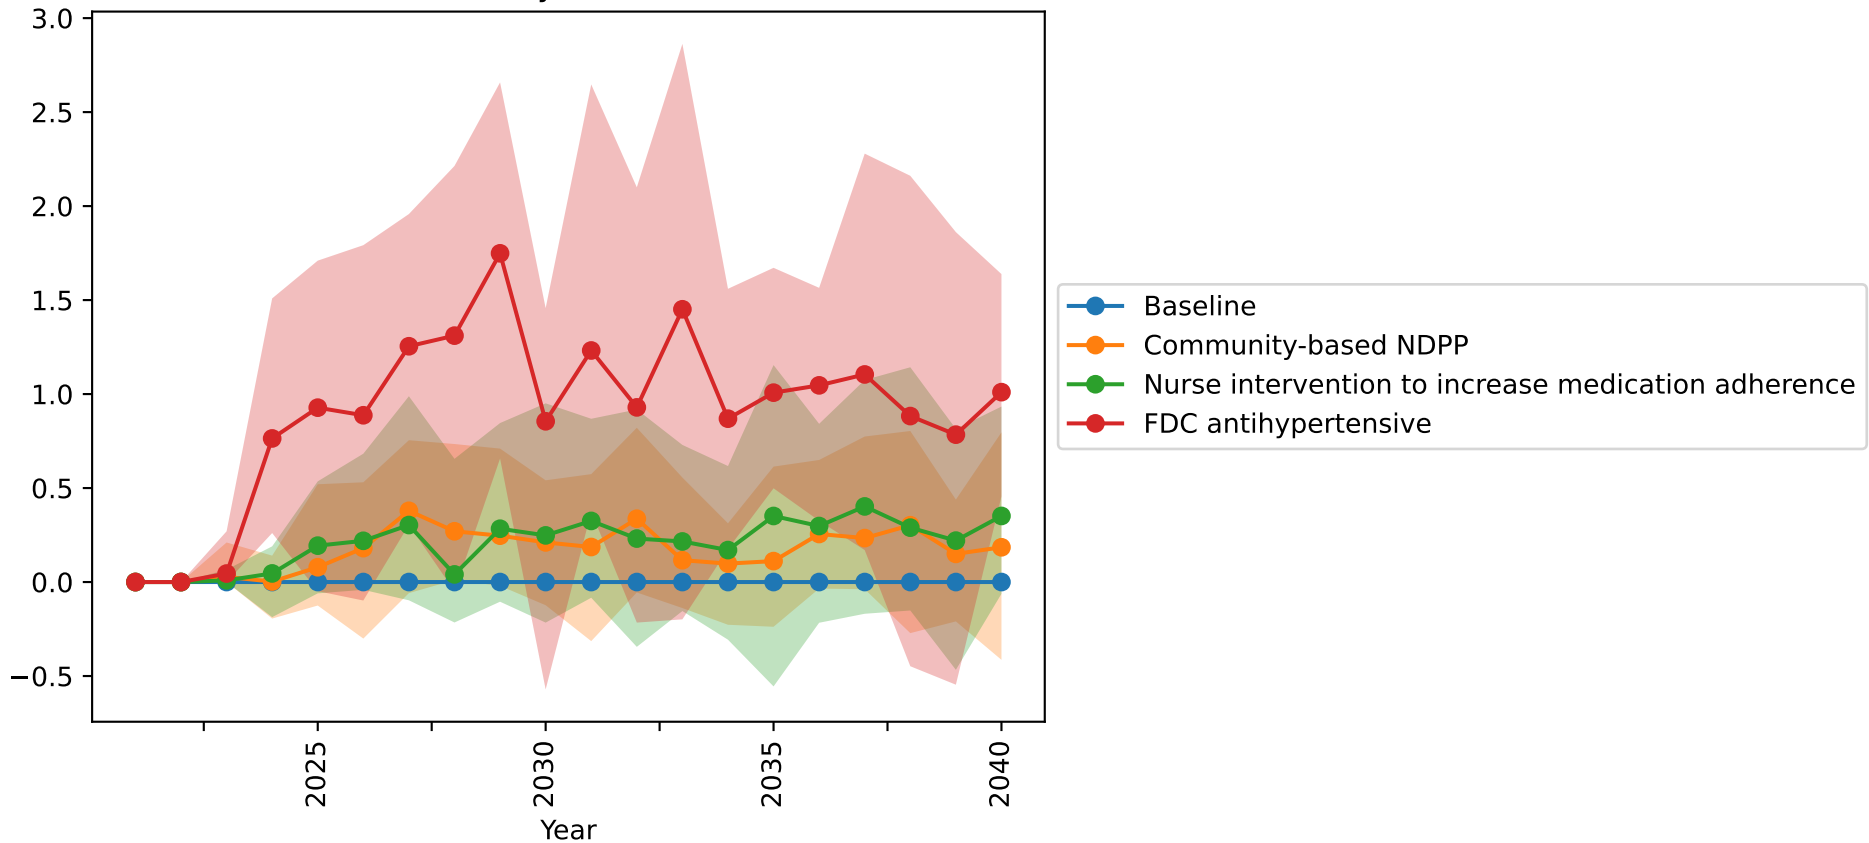 3.0
2.5
2.0
1.5
1.0
0.5
0.0
−0.5
2025
2030
2035
2040
Year
Baseline
Community-based NDPP
Nurse intervention to increase medication adherence
FDC antihypertensive